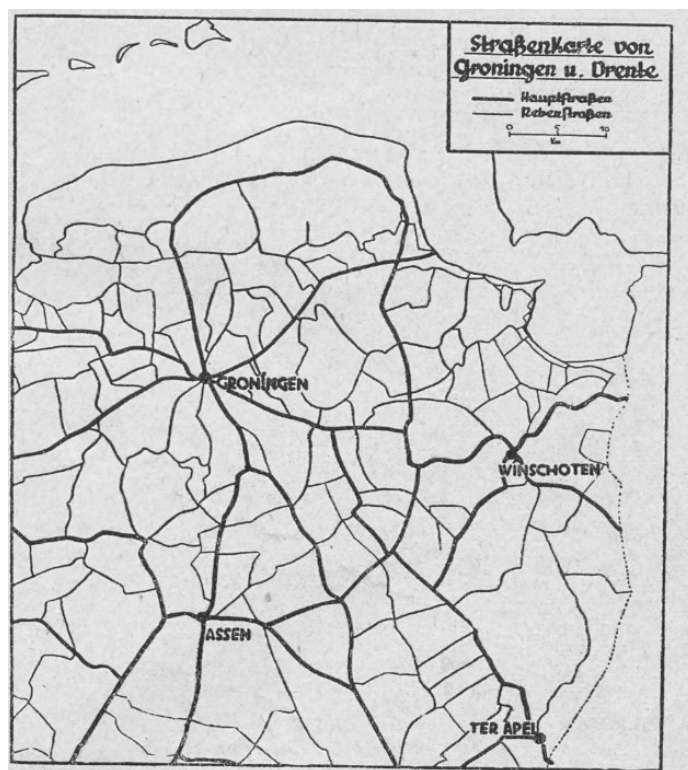 Straßenkarte von
Groningen u. Drente
Hauptstraßen
Nebenstraßen
0 5 10
Km
GRONINGEN
WINSCHOTEN
ASSEN
TER APEL